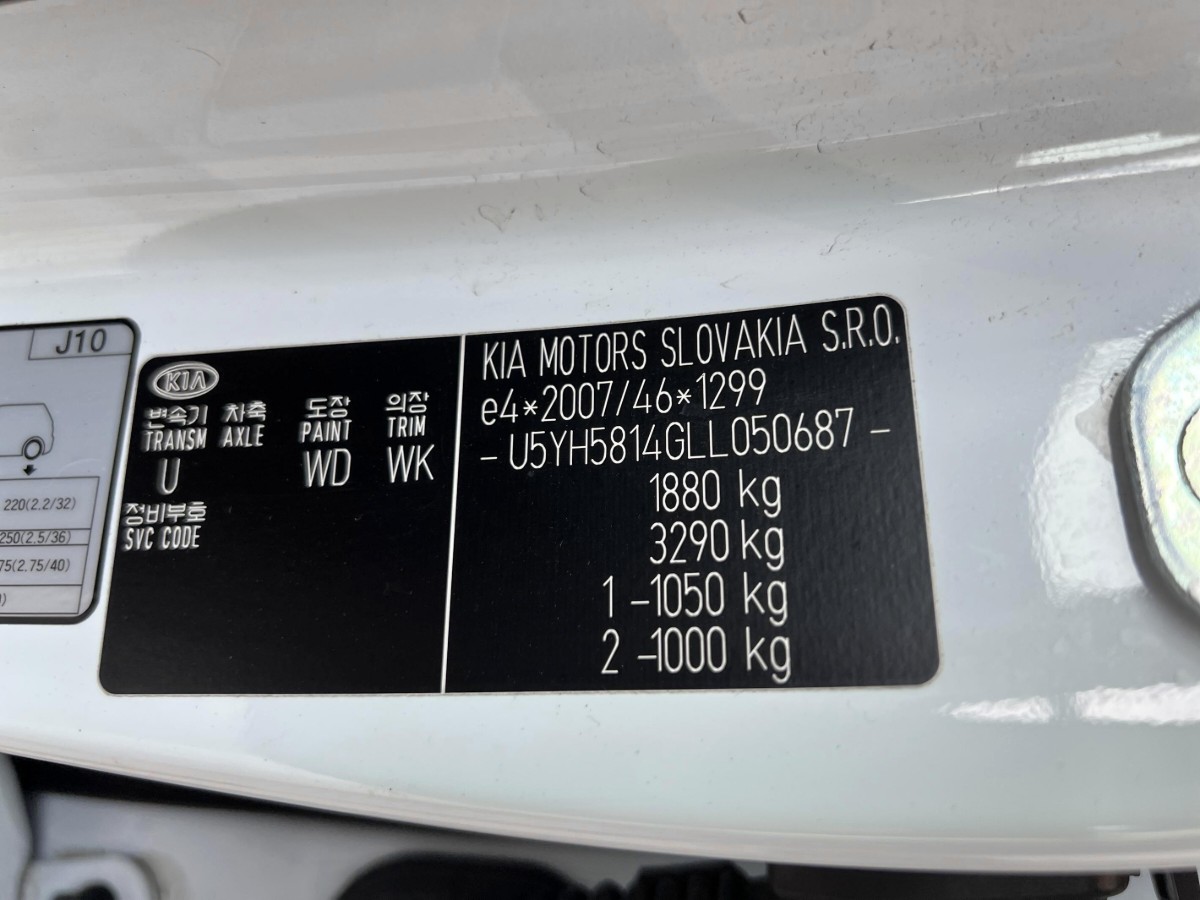 J10
220(2.2/32)
250(2.5/36)
75(2.75/40)
KIA
변속기 차축 도장 의장
TRANSM AXLE PAINT TRIM
U WD WK
정비부호
SVC CODE
KIA MOTORS SLOVAKIA S.R.O.
e4*2007/46*1299
- U5YH5814GLL050687 -
1880 kg
3290 kg
1 -1050 kg
2 -1000 kg